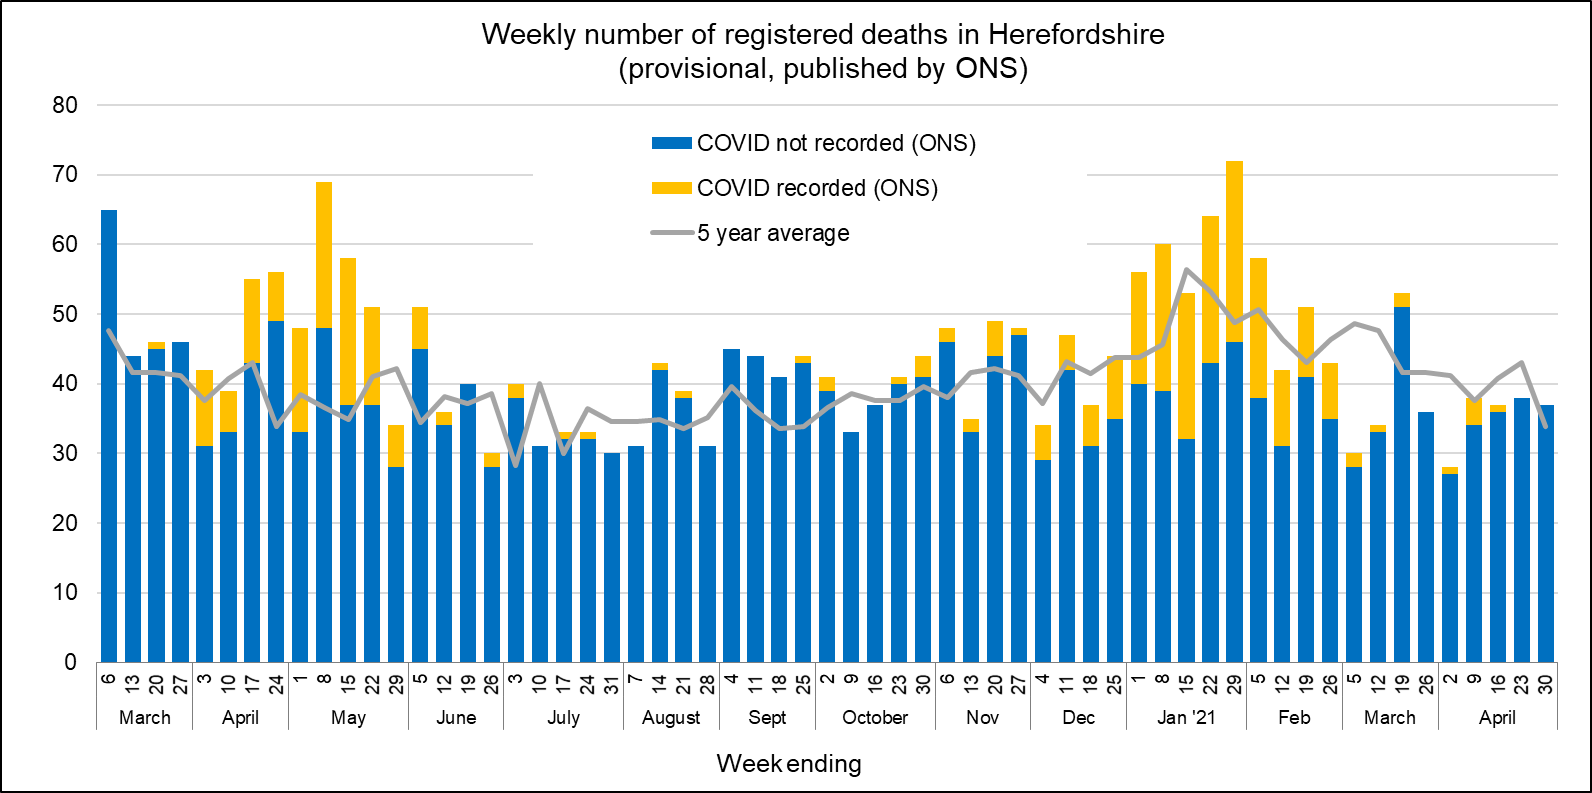 Weekly number of registered deaths in Herefordshire
(provisional, published by ONS)
80
70
60
50
40
30
20
10
0
COVID not recorded (ONS)
COVID recorded (ONS)
5 year average
6 13 20 27 3 10 17 24 1 8 15 22 29 5 12 19 26 3 10 17 24 31 7 14 21 28 4 11 18 25 2 9 16 23 30 6 13 20 27 4 11 18 25 1 8 15 22 29 5 12 19 26 5 12 19 26 2 9 16 23 30
March April May June July August Sept October Nov Dec Jan '21 Feb March April
Week ending